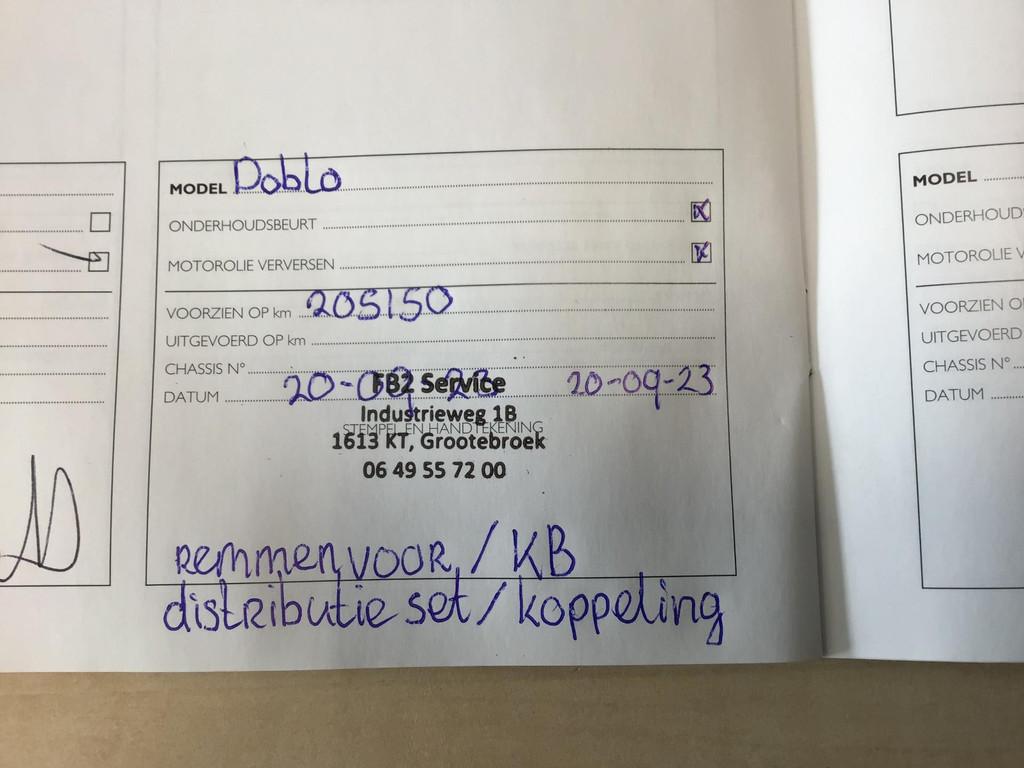 MODEL Doblo
ONDERHOUDSBEURT
MOTOROLIE VERVERSEN
VOORZIEN OP km 205150
UITGEVOERD OP km
CHASSIS N°
DATUM 20-09-23 20-09-23
FB2 Service
Industrieweg 1B
STEMPEL EN HANDTEKENING
1613 KT, Grootebroek
06 49 55 72 00
Remmen voor / KB
distributie set / koppeling
MODEL
ONDERHOUD
MOTOROLIE V
VOORZIEN O
UITGEVOERD
CHASSIS N°
DATUM